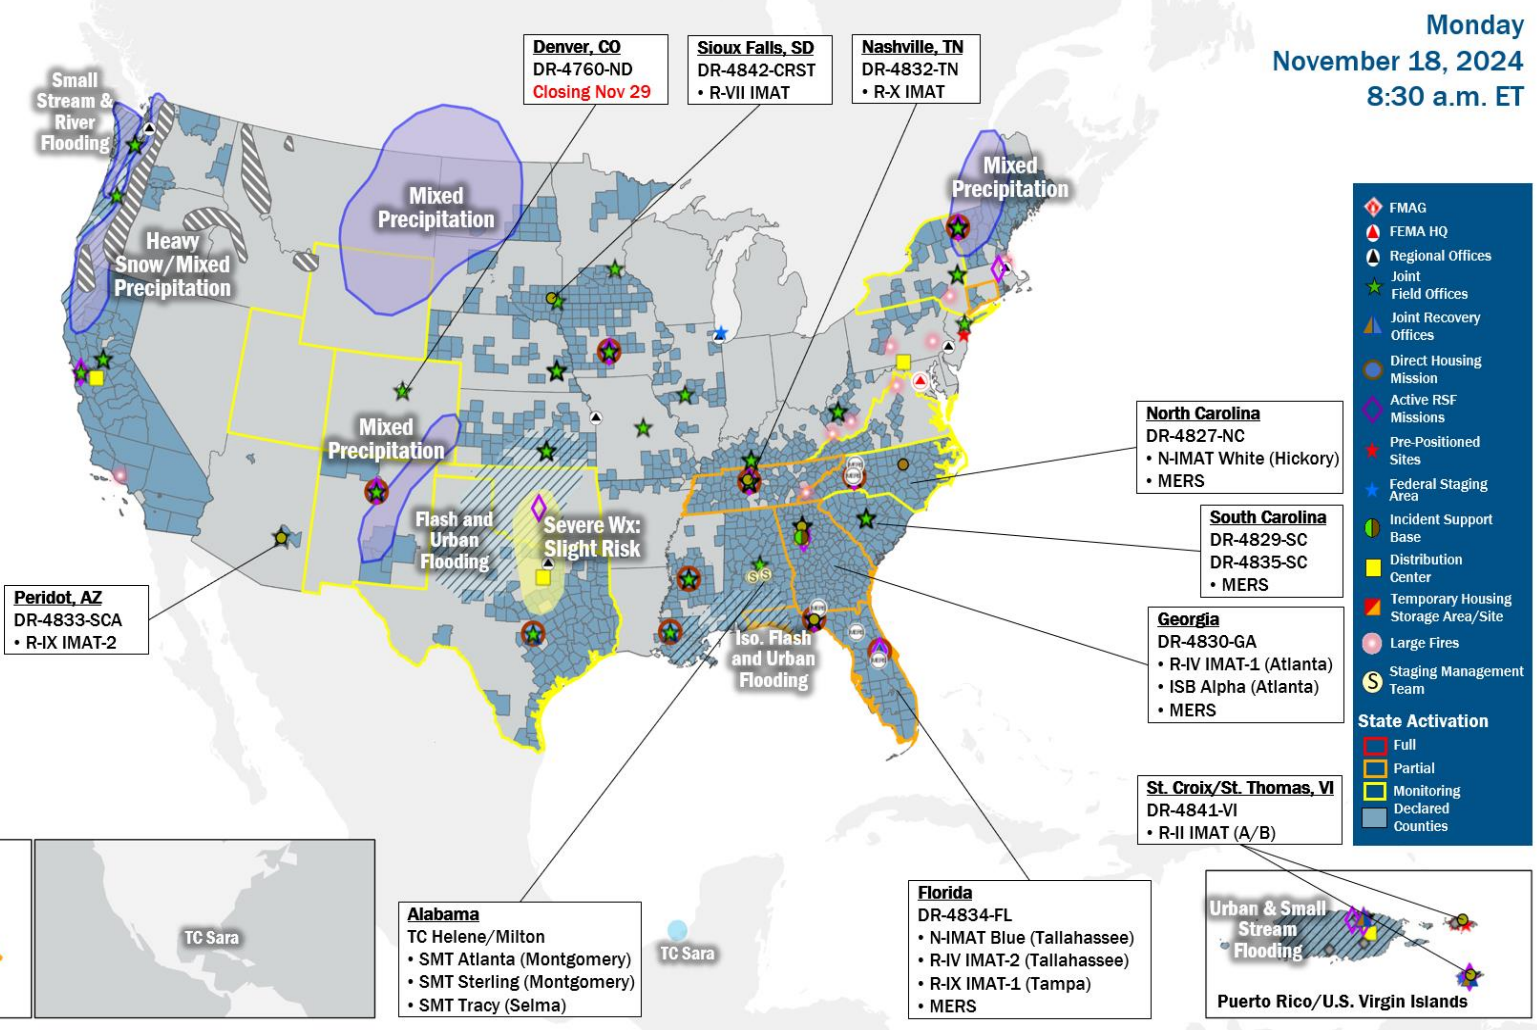 Monday
November 18, 2024
8:30 a.m. ET
Denver, CO
DR-4760-ND
Closing Nov 29
Sioux Falls, SD
DR-4842-CRST
• R-VII IMAT
Nashville, TN
DR-4832-TN
• R-X IMAT
Small
Stream &
River
Flooding
Heavy
Snow/Mixed
Precipitation
Mixed
Precipitation
Mixed
Precipitation
Mixed
Precipitation
Flash and
Urban
Flooding
Severe Wx:
Slight Risk
Iso. Flash
and Urban
Flooding
Peridot, AZ
DR-4833-SCA
• R-IX IMAT-2
North Carolina
DR-4827-NC
• N-IMAT White (Hickory)
• MERS
South Carolina
DR-4829-SC
DR-4835-SC
• MERS
Georgia
DR-4830-GA
• R-IV IMAT-1 (Atlanta)
• ISB Alpha (Atlanta)
• MERS
St. Croix/St. Thomas, VI
DR-4841-VI
• R-II IMAT (A/B)
Florida
DR-4834-FL
• N-IMAT Blue (Tallahassee)
• R-IV IMAT-2 (Tallahassee)
• R-IX IMAT-1 (Tampa)
• MERS
Alabama
TC Helene/Milton
• SMT Atlanta (Montgomery)
• SMT Sterling (Montgomery)
• SMT Tracy (Selma)
TC Sara
TC Sara
Urban & Small
Stream
Flooding
Puerto Rico/U.S. Virgin Islands
MERS
MERS
MERS
MERS
MERS
S S
FMAG
FEMA HQ
Regional Offices
Joint
Field Offices
Joint Recovery
Offices
Direct Housing
Mission
Active RSF
Missions
Pre-Positioned
Sites
Federal Staging
Area
Incident Support
Base
Distribution
Center
Temporary Housing
Storage Area/Site
Large Fires
S Staging Management
Team
State Activation
Full
Partial
Monitoring
Declared
Counties